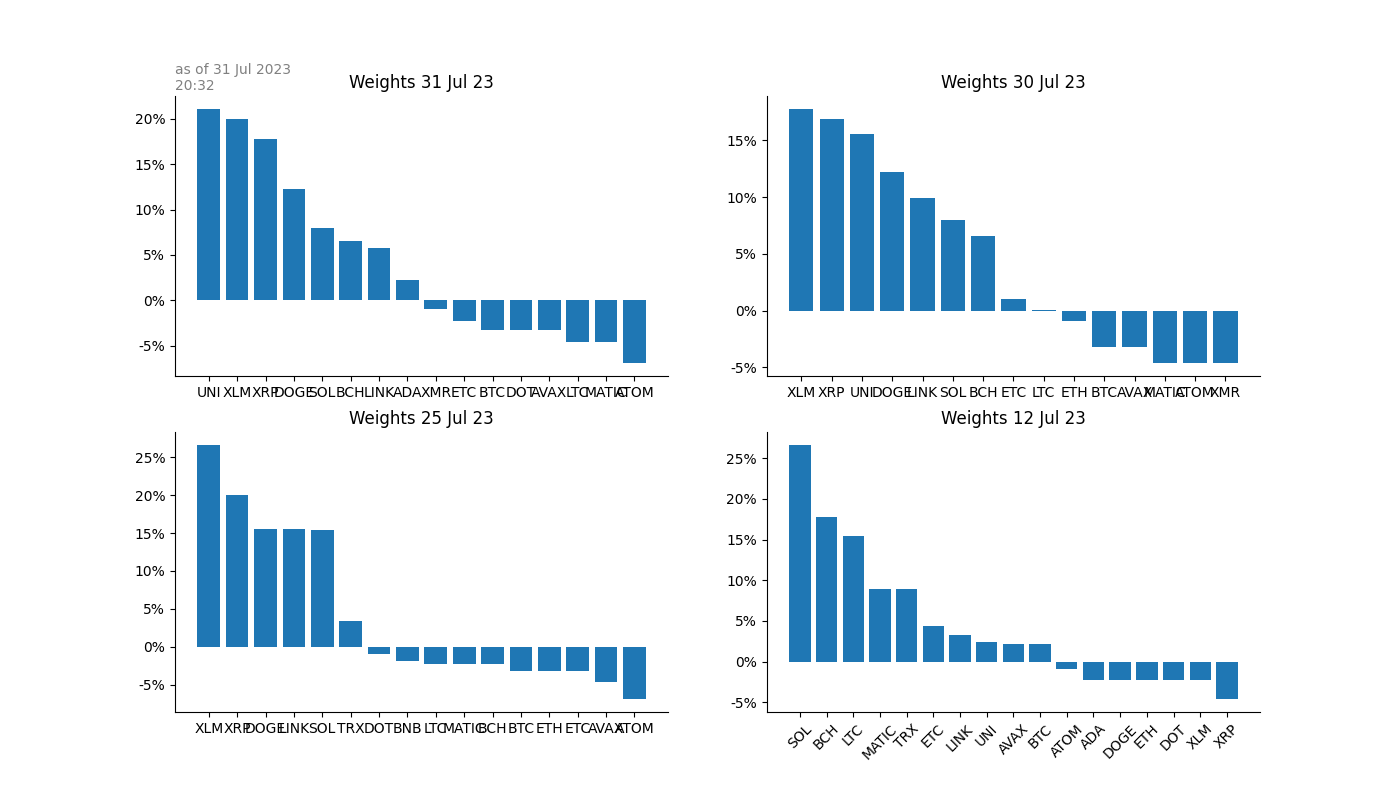 as of 31 Jul 2023
20:32
Weights 31 Jul 23
20%
15%
10%
5%
0%
-5%
UNI XLM XRP DOGE SOL BCH LINK ADA XMR ETC BTC DOT AVAX LTC MATIC ATOM
Weights 30 Jul 23
15%
10%
5%
0%
-5%
XLM XRP UNI DOGE LINK SOL BCH ETC LTC ETH BTC AVAX MATIC ATOM XMR
Weights 25 Jul 23
25%
20%
15%
10%
5%
0%
-5%
XLM XRP DOGE LINK SOL TRX DOT BNB LTC MATIC BCH BTC ETH ETC AVAX ATOM
Weights 12 Jul 23
25%
20%
15%
10%
5%
0%
-5%
SOL BCH LTC MATIC TRX ETC LINK UNI AVAX BTC ATOM ADA DOGE ETH DOT XLM XRP